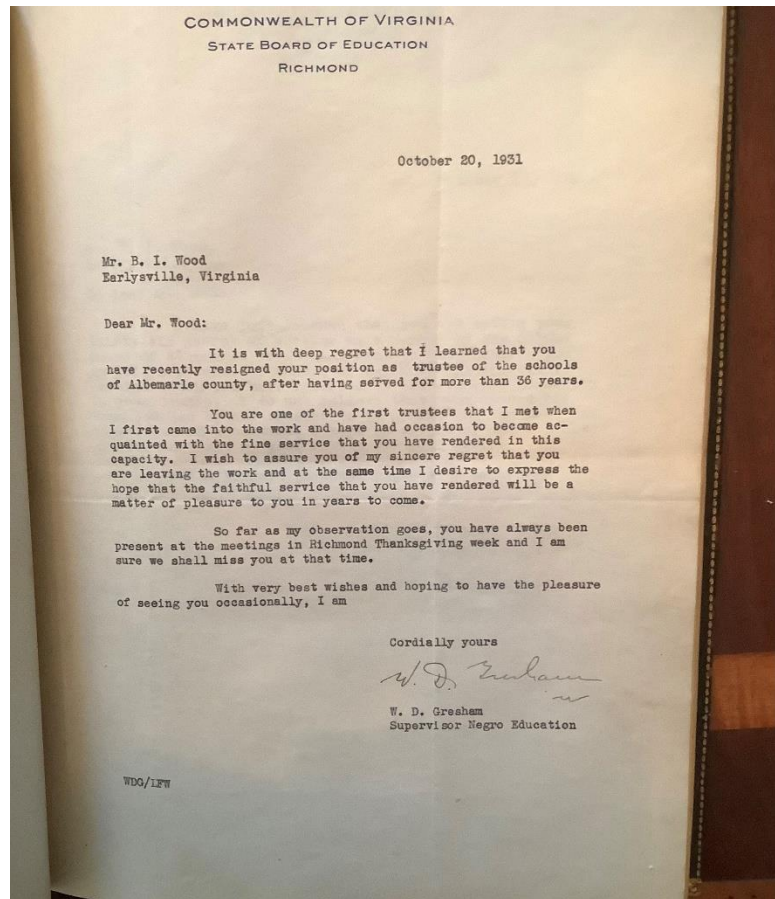 COMMONWEALTH OF VIRGINIA
STATE BOARD OF EDUCATION
RICHMOND
October 20, 1931
Mr. B. I. Wood
Earlysville, Virginia
Dear Mr. Wood:
It is with deep regret that I learned that you
have recently resigned your position as trustee of the schools
of Albemarle county, after having served for more than 36 years.
You are one of the first trustees that I met when
I first came into the work and have had occasion to become ac-
quainted with the fine service that you have rendered in this
capacity. I wish to assure you of my sincere regret that you
are leaving the work and at the same time I desire to express the
hope that the faithful service that you have rendered will be a
matter of pleasure to you in years to come.
So far as my observation goes, you have always been
present at the meetings in Richmond Thanksgiving week and I am
sure we shall miss you at that time.
With very best wishes and hoping to have the pleasure
of seeing you occasionally, I am
Cordially yours
W. D. Gresham
W. D. Gresham
Supervisor Negro Education
WDG/LFW